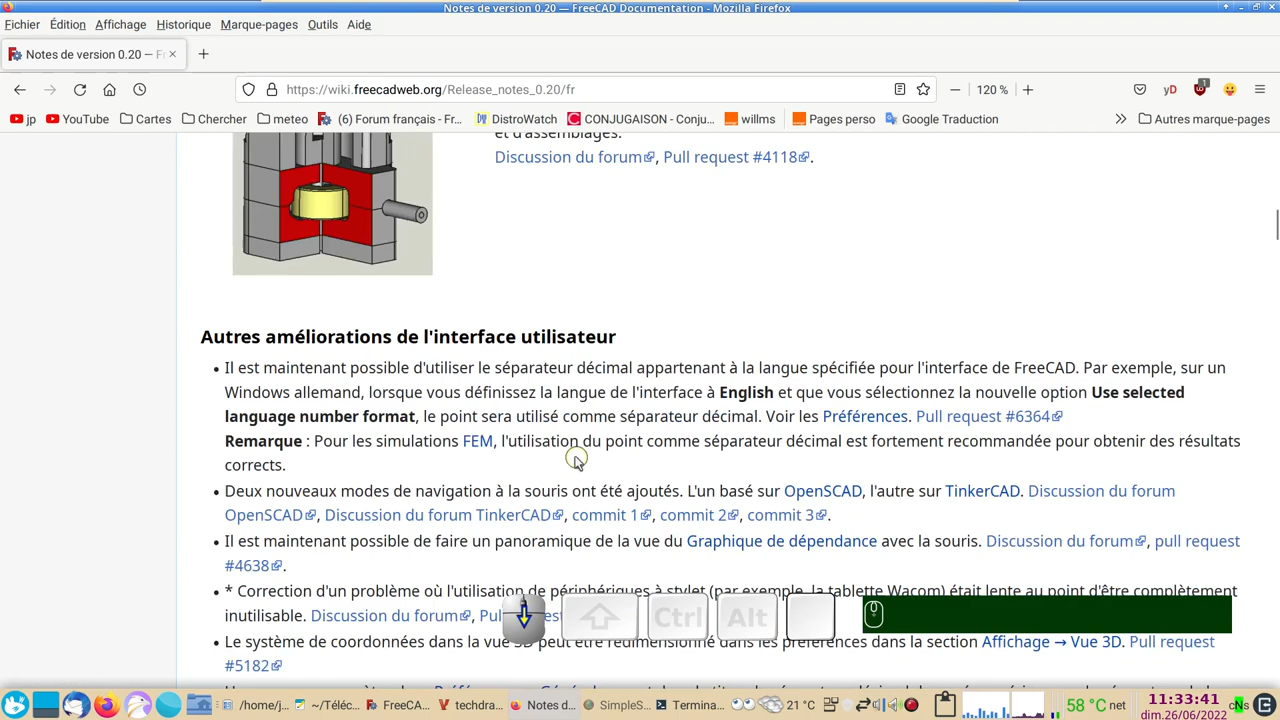 Notes de version 0.20 — FreeCAD Documentation - Mozilla Firefox
Fichier Édition Affichage Historique Marque-pages Outils Aide
Notes de version 0.20 — Fr
https://wiki.freecadweb.org/Release_notes_0.20/fr
120 %
yD
1
jp YouTube Cartes Chercher meteo (6) Forum français - Fr... DistroWatch CONJUGAISON - Conju... willms Pages perso Google Traduction Autres marque-pages
et d'assemblages.
Discussion du forum, Pull request #4118.
Autres améliorations de l'interface utilisateur
Il est maintenant possible d'utiliser le séparateur décimal appartenant à la langue spécifiée pour l'interface de FreeCAD. Par exemple, sur un
Windows allemand, lorsque vous définissez la langue de l'interface à English et que vous sélectionnez la nouvelle option Use selected
language number format, le point sera utilisé comme séparateur décimal. Voir les Préférences. Pull request #6364
Remarque : Pour les simulations FEM, l'utilisation du point comme séparateur décimal est fortement recommandée pour obtenir des résultats
corrects.
Deux nouveaux modes de navigation à la souris ont été ajoutés. L'un basé sur OpenSCAD, l'autre sur TinkerCAD. Discussion du forum
OpenSCAD, Discussion du forum TinkerCAD, commit 1, commit 2, commit 3.
Il est maintenant possible de faire un panoramique de la vue du Graphique de dépendance avec la souris. Discussion du forum, pull request
#4638.
* Correction d'un problème où l'utilisation de périphériques à stylet (par exemple, la tablette Wacom) était lente au point d'être complètement
inutilisable. Discussion du forum,
Ctrl Alt
Le système de coordonnées dans la vue 3D peut être redimensionné dans les préférences dans la section Affichage → Vue 3D. Pull request
#5182
/home/j... ~/Téléc... FreeCA... techdra... Notes d... SimpleS... Termina... 21 °C 58 °C net 11:33:41
dim.26/06/2022
cNs